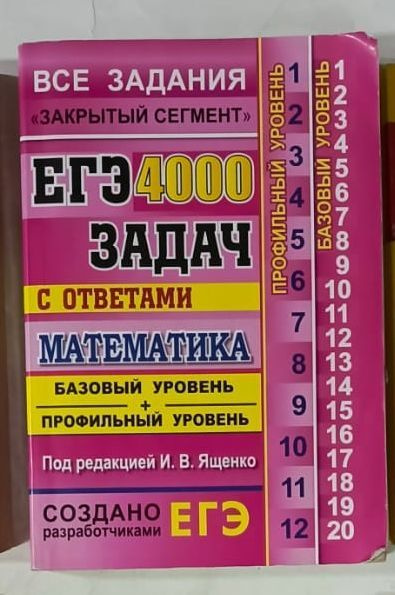 ВСЕ ЗАДАНИЯ
«ЗАКРЫТЫЙ СЕГМЕНТ»
ЕГЭ 4000
ЗАДАЧ
С ОТВЕТАМИ
МАТЕМАТИКА
БАЗОВЫЙ УРОВЕНЬ
+
ПРОФИЛЬНЫЙ УРОВЕНЬ
Под редакцией И. В. Ященко
СОЗДАНО
разработчиками ЕГЭ
ПРОФИЛЬНЫЙ УРОВЕНЬ
1
2
3
4
5
6
7
8
9
10
11
12
БАЗОВЫЙ УРОВЕНЬ
1
2
3
4
5
6
7
8
9
10
11
12
13
14
15
16
17
18
19
20